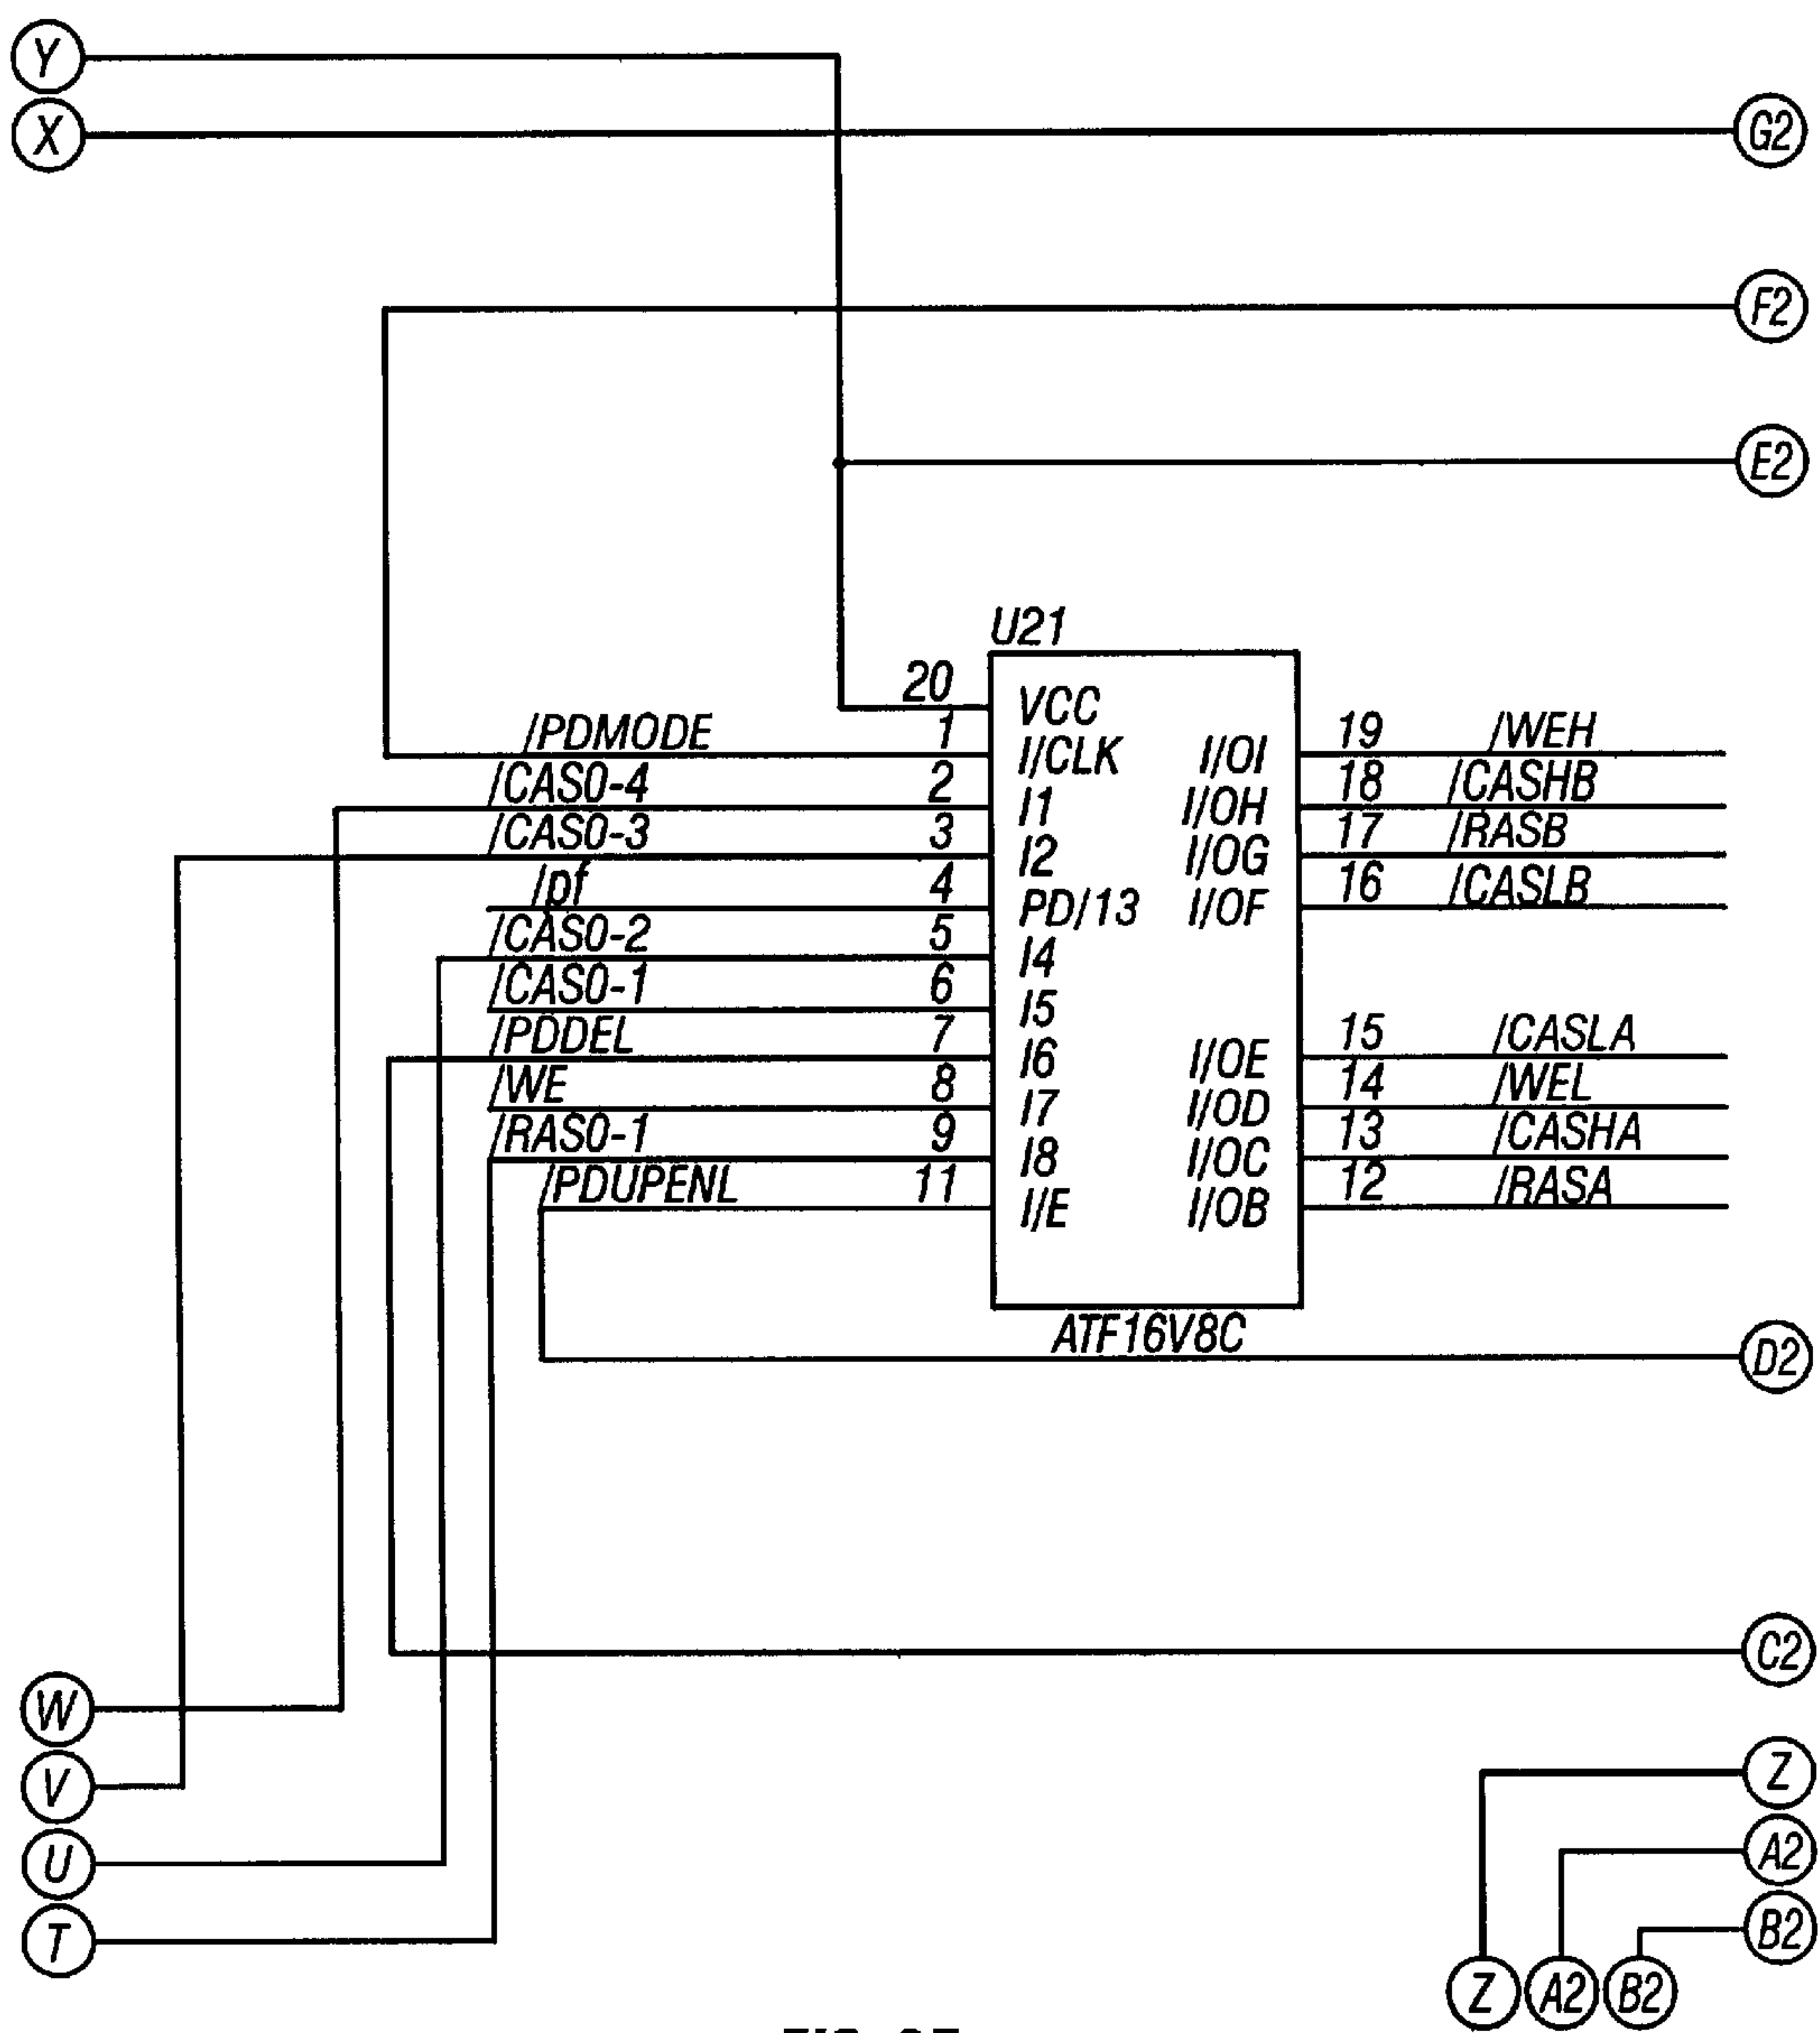 Y
X
G2
F2
E2
U21
20 VCC
/PDMODE 1 I/CLK I/OI 19 /WEH
/CAS0-4 2 I1 I/OH 18 /CASHB
/CAS0-3 3 I2 I/OG 17 /RASB
/pf 4 PD/13 I/OF 16 /CASLB
/CAS0-2 5 I4
/CAS0-1 6 I5
/PDDEL 7 I6 I/OE 15 /CASLA
/WE 8 I7 I/OD 14 /WEL
/RAS0-1 9 I8 I/OC 13 /CASHA
/PDUPENL 11 I/E I/OB 12 /RASA
ATF16V8C
D2
C2
W
V
U
T
Z
A2
B2
Z A2 B2